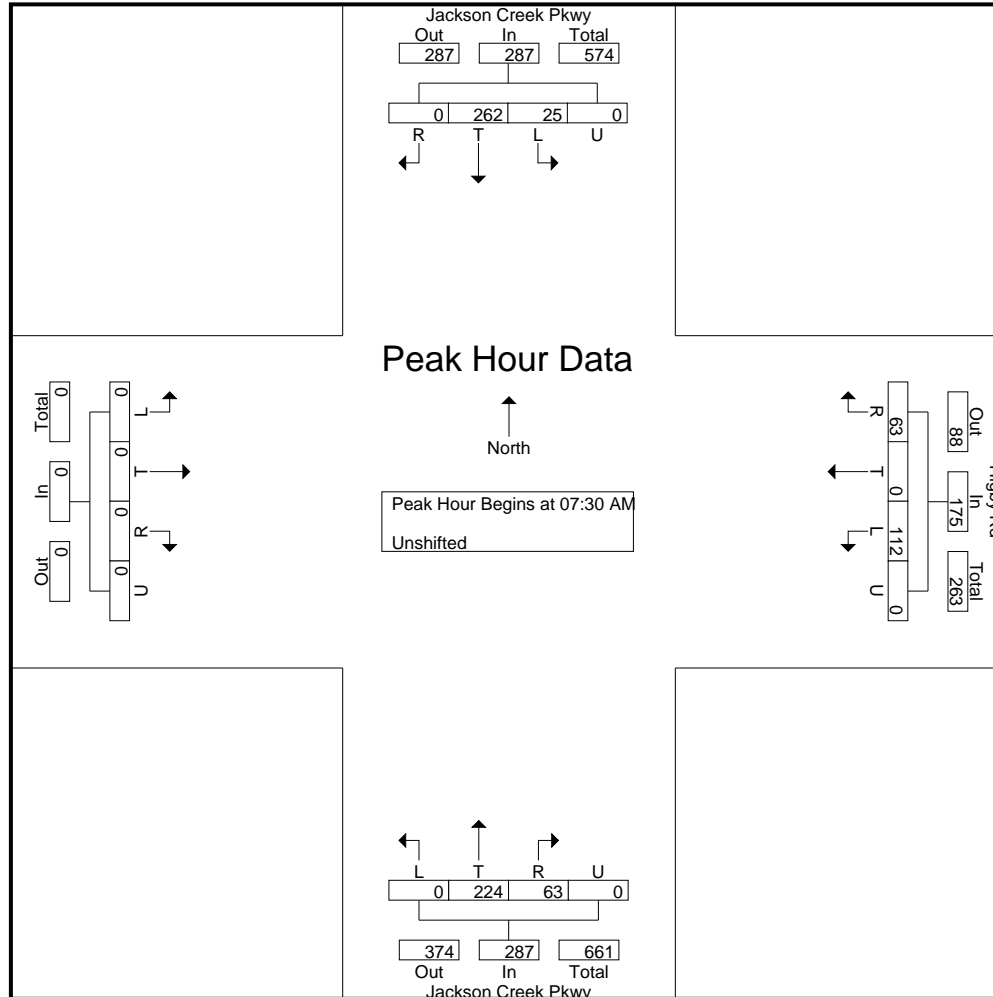 Jackson Creek Pkwy
Out In Total
287 287 574
0 262 25 0
R T L U
Peak Hour Data
North
Peak Hour Begins at 07:30 AM
Unshifted
Total In Out
0 0 0
0 0 0 0
L T R U
R T L U
63 0 112 0
Out In Total
88 175 263
L T R U
0 224 63 0
374 287 661
Out In Total
Jackson Creek Pkwy